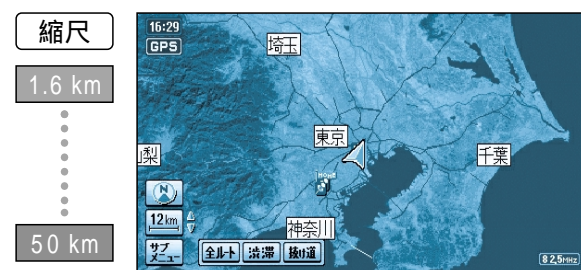 縮尺
1.6 km
50 km
16:29
GPS
埼玉
東京
山梨
千葉
HOME
神奈川
N
12km
サブ
メニュー
全ルート
渋滞
抜け道
82.5MHz